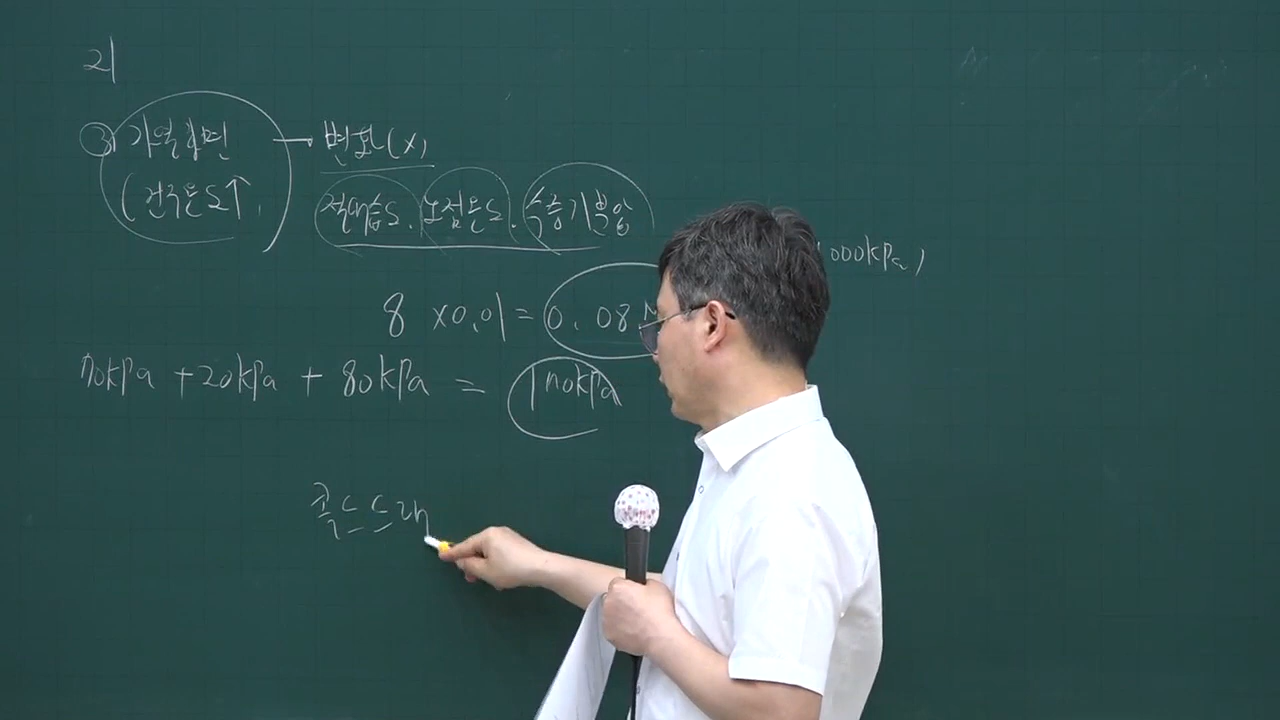 21
③ 가열하면 → 변화(x)
(건구온도↑, 절대습도, 노점온도, 수증기분압
000kPa)
8 x0.01=0.08
70kPa +20kPa + 80kPa = 170kPa
콜드드래